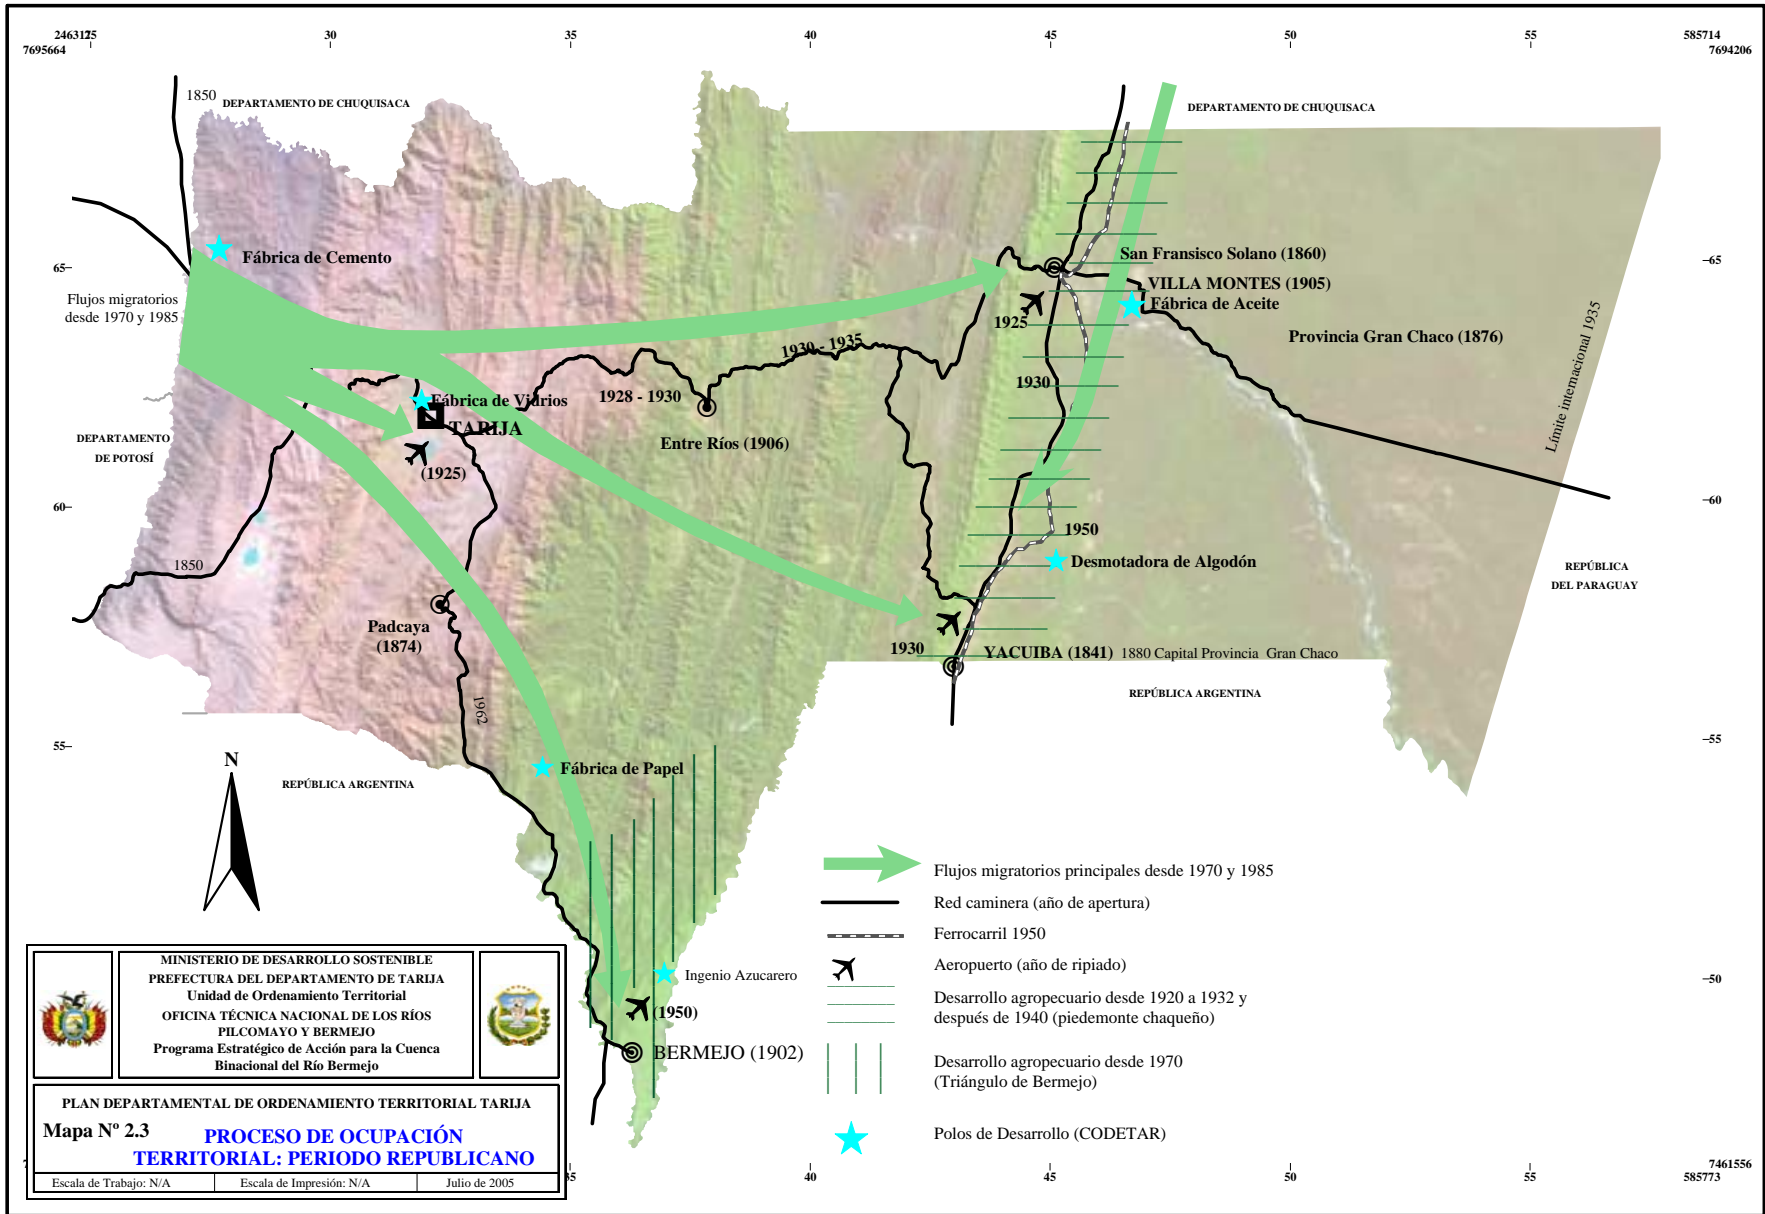 246312
7695664
25
30
35
40
45
50
55
585714
7694206
1850
DEPARTAMENTO DE CHUQUISACA
DEPARTAMENTO DE CHUQUISACA
Fábrica de Cemento
65
San Fransisco Solano (1860)
65
VILLA MONTES (1905)
Fábrica de Aceite
Flujos migratorios
desde 1970 y 1985
1925
1930 - 1935
Provincia Gran Chaco (1876)
Límite internacional 1935
1930
Fábrica de Vidrios
1928 - 1930
TARIJA
Entre Ríos (1906)
DEPARTAMENTO
DE POTOSÍ
(1925)
60
60
1950
1850
Desmotadora de Algodón
REPÚBLICA
DEL PARAGUAY
Padcaya
(1874)
1930
YACUIBA (1841)
1880 Capital Provincia Gran Chaco
REPÚBLICA ARGENTINA
1962
55
55
N
REPÚBLICA ARGENTINA
Fábrica de Papel
Flujos migratorios principales desde 1970 y 1985
Red caminera (año de apertura)
Ferrocarril 1950
Aeropuerto (año de ripiado)
Desarrollo agropecuario desde 1920 a 1932 y
después de 1940 (piedemonte chaqueño)
Desarrollo agropecuario desde 1970
(Triángulo de Bermejo)
Polos de Desarrollo (CODETAR)
Ingenio Azucarero
50
(1950)
BERMEJO (1902)
MINISTERIO DE DESARROLLO SOSTENIBLE
PREFECTURA DEL DEPARTAMENTO DE TARIJA
Unidad de Ordenamiento Territorial
OFICINA TÉCNICA NACIONAL DE LOS RÍOS
PILCOMAYO Y BERMEJO
Programa Estratégico de Acción para la Cuenca
Binacional del Río Bermejo
PLAN DEPARTAMENTAL DE ORDENAMIENTO TERRITORIAL TARIJA
Mapa Nº 2.3
PROCESO DE OCUPACIÓN
TERRITORIAL: PERIODO REPUBLICANO
Escala de Trabajo: N/A
Escala de Impresión: N/A
Julio de 2005
40
45
50
55
7461556
585773